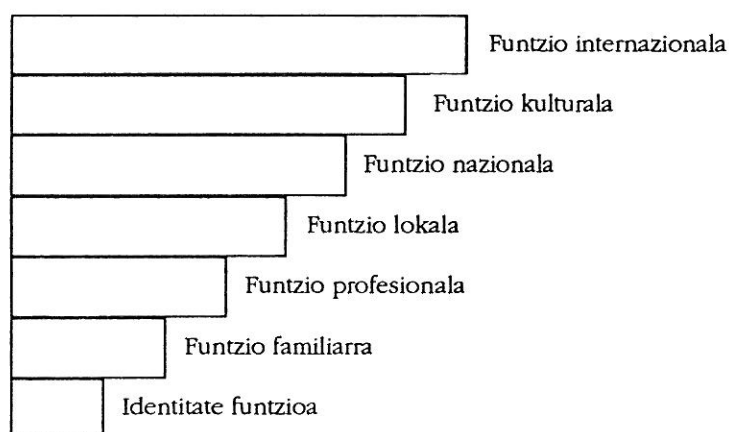 Funtzio internazionala
Funtzio kulturala
Funtzio nazionala
Funtzio lokala
Funtzio profesionala
Funtzio familiarra
Identitate funtzioa